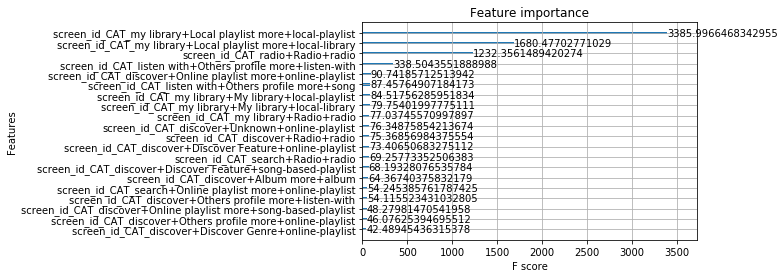 Feature importance
screen_id_CAT_my library+Local playlist more+local-playlist 3385.9966468342955
screen_id_CAT_my library+Local playlist more+local-library 1680.47702771029
screen_id_CAT_radio+Radio+radio 1232.3561489420274
screen_id_CAT_listen with+Others profile more+listen-with 338.5043551888988
screen_id_CAT_discover+Online playlist more+online-playlist 90.74185712513942
screen_id_CAT_listen with+Others profile more+song 87.45764907184173
screen_id_CAT_my library+My library+local-playlist 84.51756285951834
screen_id_CAT_my library+My library+local-library 79.75401997775111
screen_id_CAT_my library+Radio+radio 77.03745570997897
screen_id_CAT_discover+Unknown+online-playlist 76.34875854213674
screen_id_CAT_discover+Radio+radio 75.36856984375554
screen_id_CAT_discover+Discover Feature+online-playlist 73.40650683275112
screen_id_CAT_search+Radio+radio 69.25773352506383
screen_id_CAT_discover+Discover Feature+song-based-playlist 68.19328076535784
screen_id_CAT_discover+Album more+album 64.36740375832179
screen_id_CAT_search+Online playlist more+online-playlist 54.245385761787425
screen_id_CAT_discover+Others profile more+listen-with 54.115523431032805
screen_id_CAT_discover+Online playlist more+song-based-playlist 48.27981470541958
screen_id_CAT_discover+Others profile more+online-playlist 46.07625394695512
screen_id_CAT_discover+Discover Genre+online-playlist 42.48945436315378
Features
0 500 1000 1500 2000 2500 3000 3500
F score